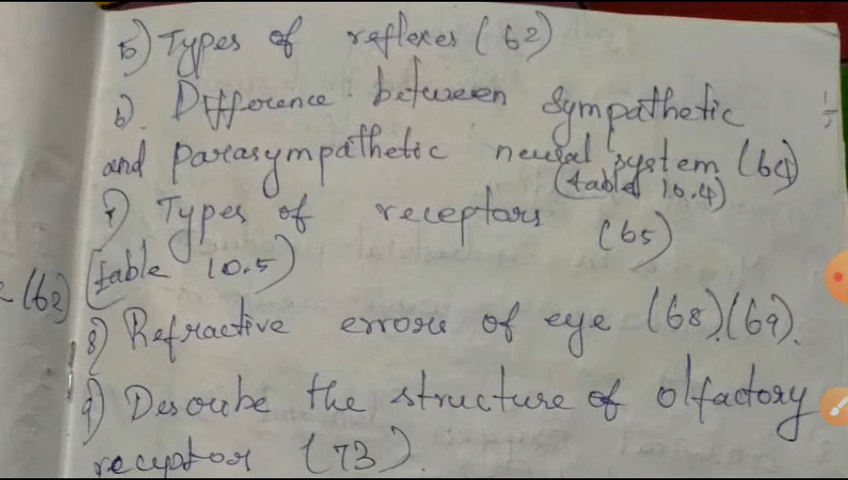 5) Types of reflexes (62)
6). Difference between Sympathetic
and parasympathetic neural system (64)
(table 10.4)
7) Types of receptors (65)
(table 10.5)
(62)
8) Refractive errors of eye (68).(69).
9) Describe the structure of olfactory
receptor (73).